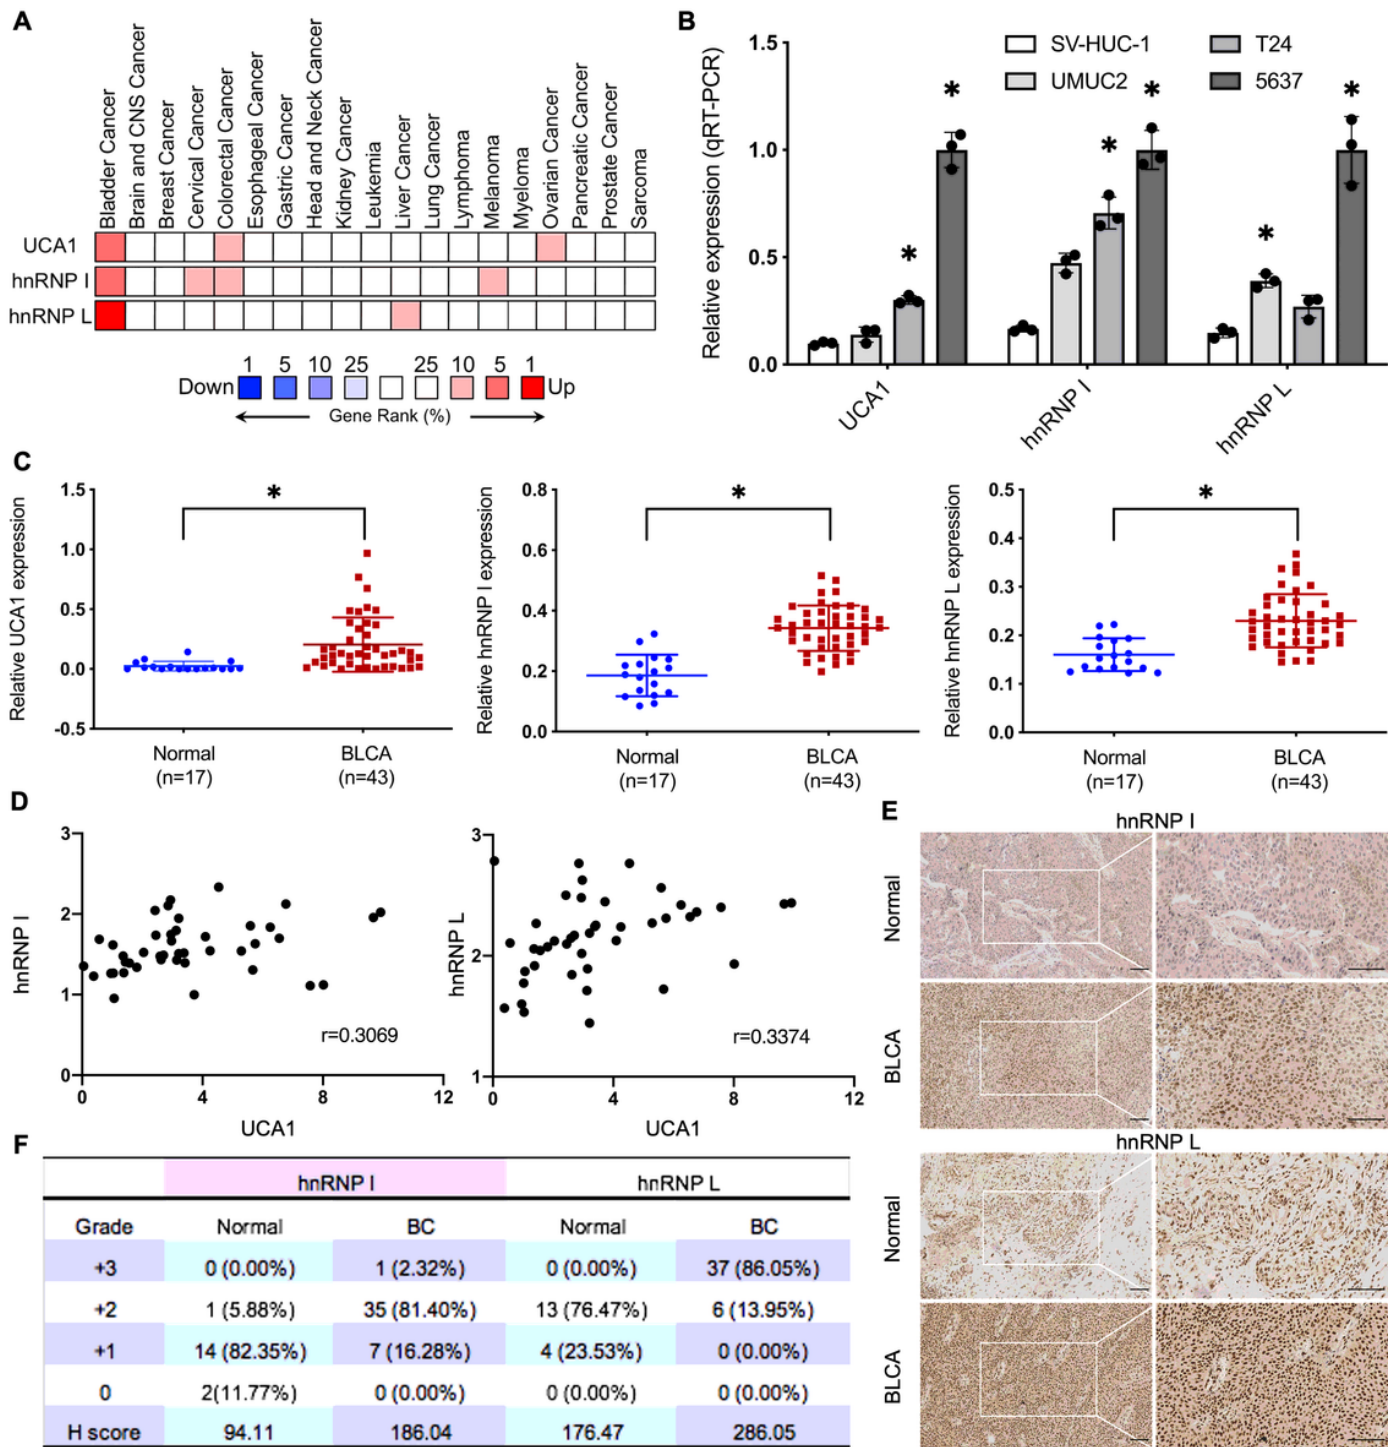 A
Bladder Cancer
Brain and CNS Cancer
Breast Cancer
Cervical Cancer
Colorectal Cancer
Esophageal Cancer
Gastric Cancer
Head and Neck Cancer
Kidney Cancer
Leukemia
Liver Cancer
Lung Cancer
Lymphoma
Melanoma
Myeloma
Ovarian Cancer
Pancreatic Cancer
Prostate Cancer
Sarcoma
UCA1
hnRNP I
hnRNP L
1 5 10 25 25 10 5 1
Down Up
Gene Rank (%)
B
Relative expression (qRT-PCR)
1.5
1.0
0.5
0.0
SV-HUC-1 T24
UMUC2 5637
* * * * * *
UCA1 hnRNP I hnRNP L
C
Relative UCA1 expression
1.5
1.0
0.5
0.0
-0.5
*
Normal BLCA
(n=17) (n=43)
Relative hnRNP I expression
0.8
0.6
0.4
0.2
0.0
*
Normal BLCA
(n=17) (n=43)
Relative hnRNP L expression
0.5
0.4
0.3
0.2
0.1
0.0
*
Normal BLCA
(n=17) (n=43)
D
hnRNP I
3
2
1
0
r=0.3069
0 4 8 12
UCA1
hnRNP L
3
2
1
r=0.3374
0 4 8 12
UCA1
E
hnRNP I
Normal
BLCA
hnRNP L
Normal
BLCA
F
hnRNP I hnRNP L
Grade Normal BC Normal BC
+3 0 (0.00%) 1 (2.32%) 0 (0.00%) 37 (86.05%)
+2 1 (5.88%) 35 (81.40%) 13 (76.47%) 6 (13.95%)
+1 14 (82.35%) 7 (16.28%) 4 (23.53%) 0 (0.00%)
0 2(11.77%) 0 (0.00%) 0 (0.00%) 0 (0.00%)
H score 94.11 186.04 176.47 286.05